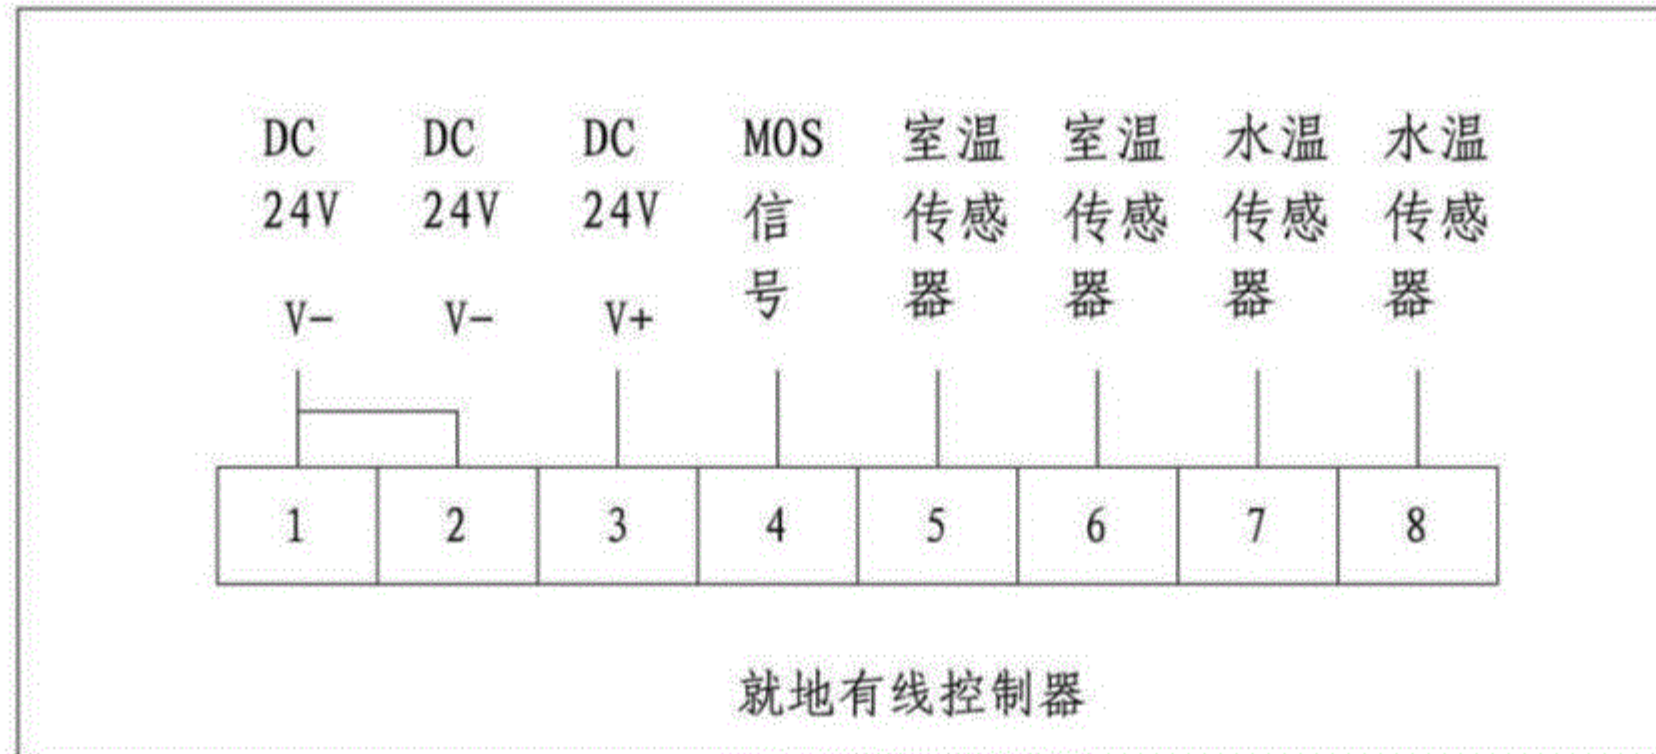 DC DC DC MOS 室温 室温 水温 水温
24V 24V 24V 信 传感 传感 传感 传感
号 器 器 器 器
V- V- V+
1 2 3 4 5 6 7 8
就地有线控制器